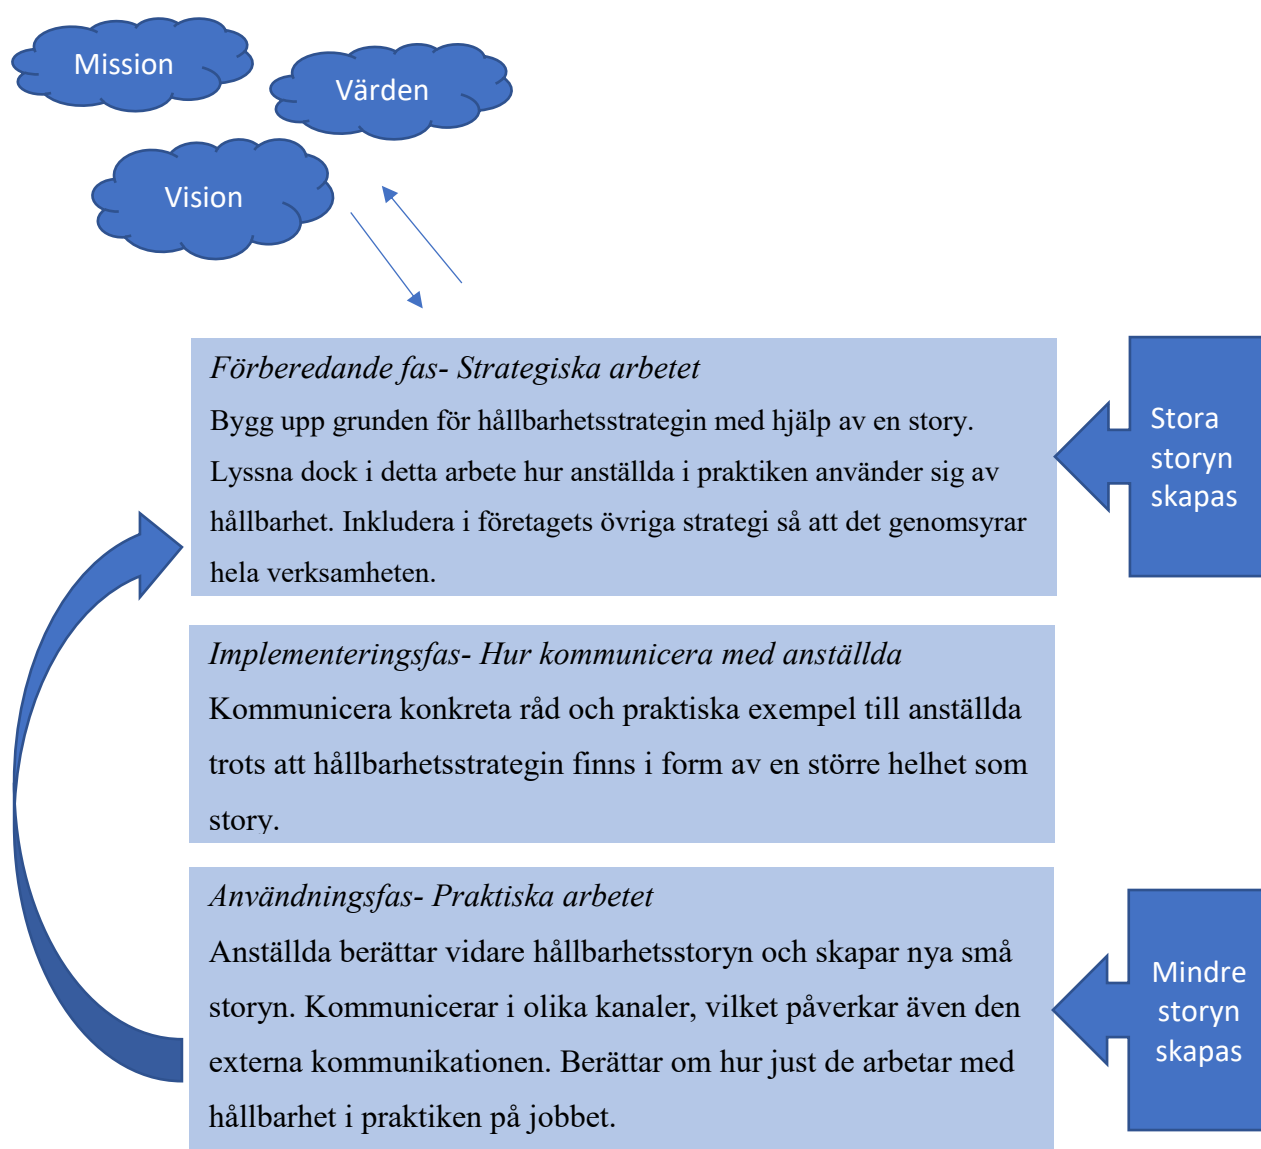 Mission
Värden
Vision
Förberedande fas- Strategiska arbetet
Bygg upp grunden för hållbarhetsstrategin med hjälp av en story.
Lyssna dock i detta arbete hur anställda i praktiken använder sig av
hållbarhet. Inkludera i företagets övriga strategi så att det genomsyrar
hela verksamheten.
Stora
storyn
skapas
Implementeringsfas- Hur kommunicera med anställda
Kommunicera konkreta råd och praktiska exempel till anställda
trots att hållbarhetsstrategin finns i form av en större helhet som
story.
Användningsfas- Praktiska arbetet
Anställda berättar vidare hållbarhetsstoryn och skapar nya små
storyn. Kommunicerar i olika kanaler, vilket påverkar även den
externa kommunikationen. Berättar om hur just de arbetar med
hållbarhet i praktiken på jobbet.
Mindre
storyn
skapas